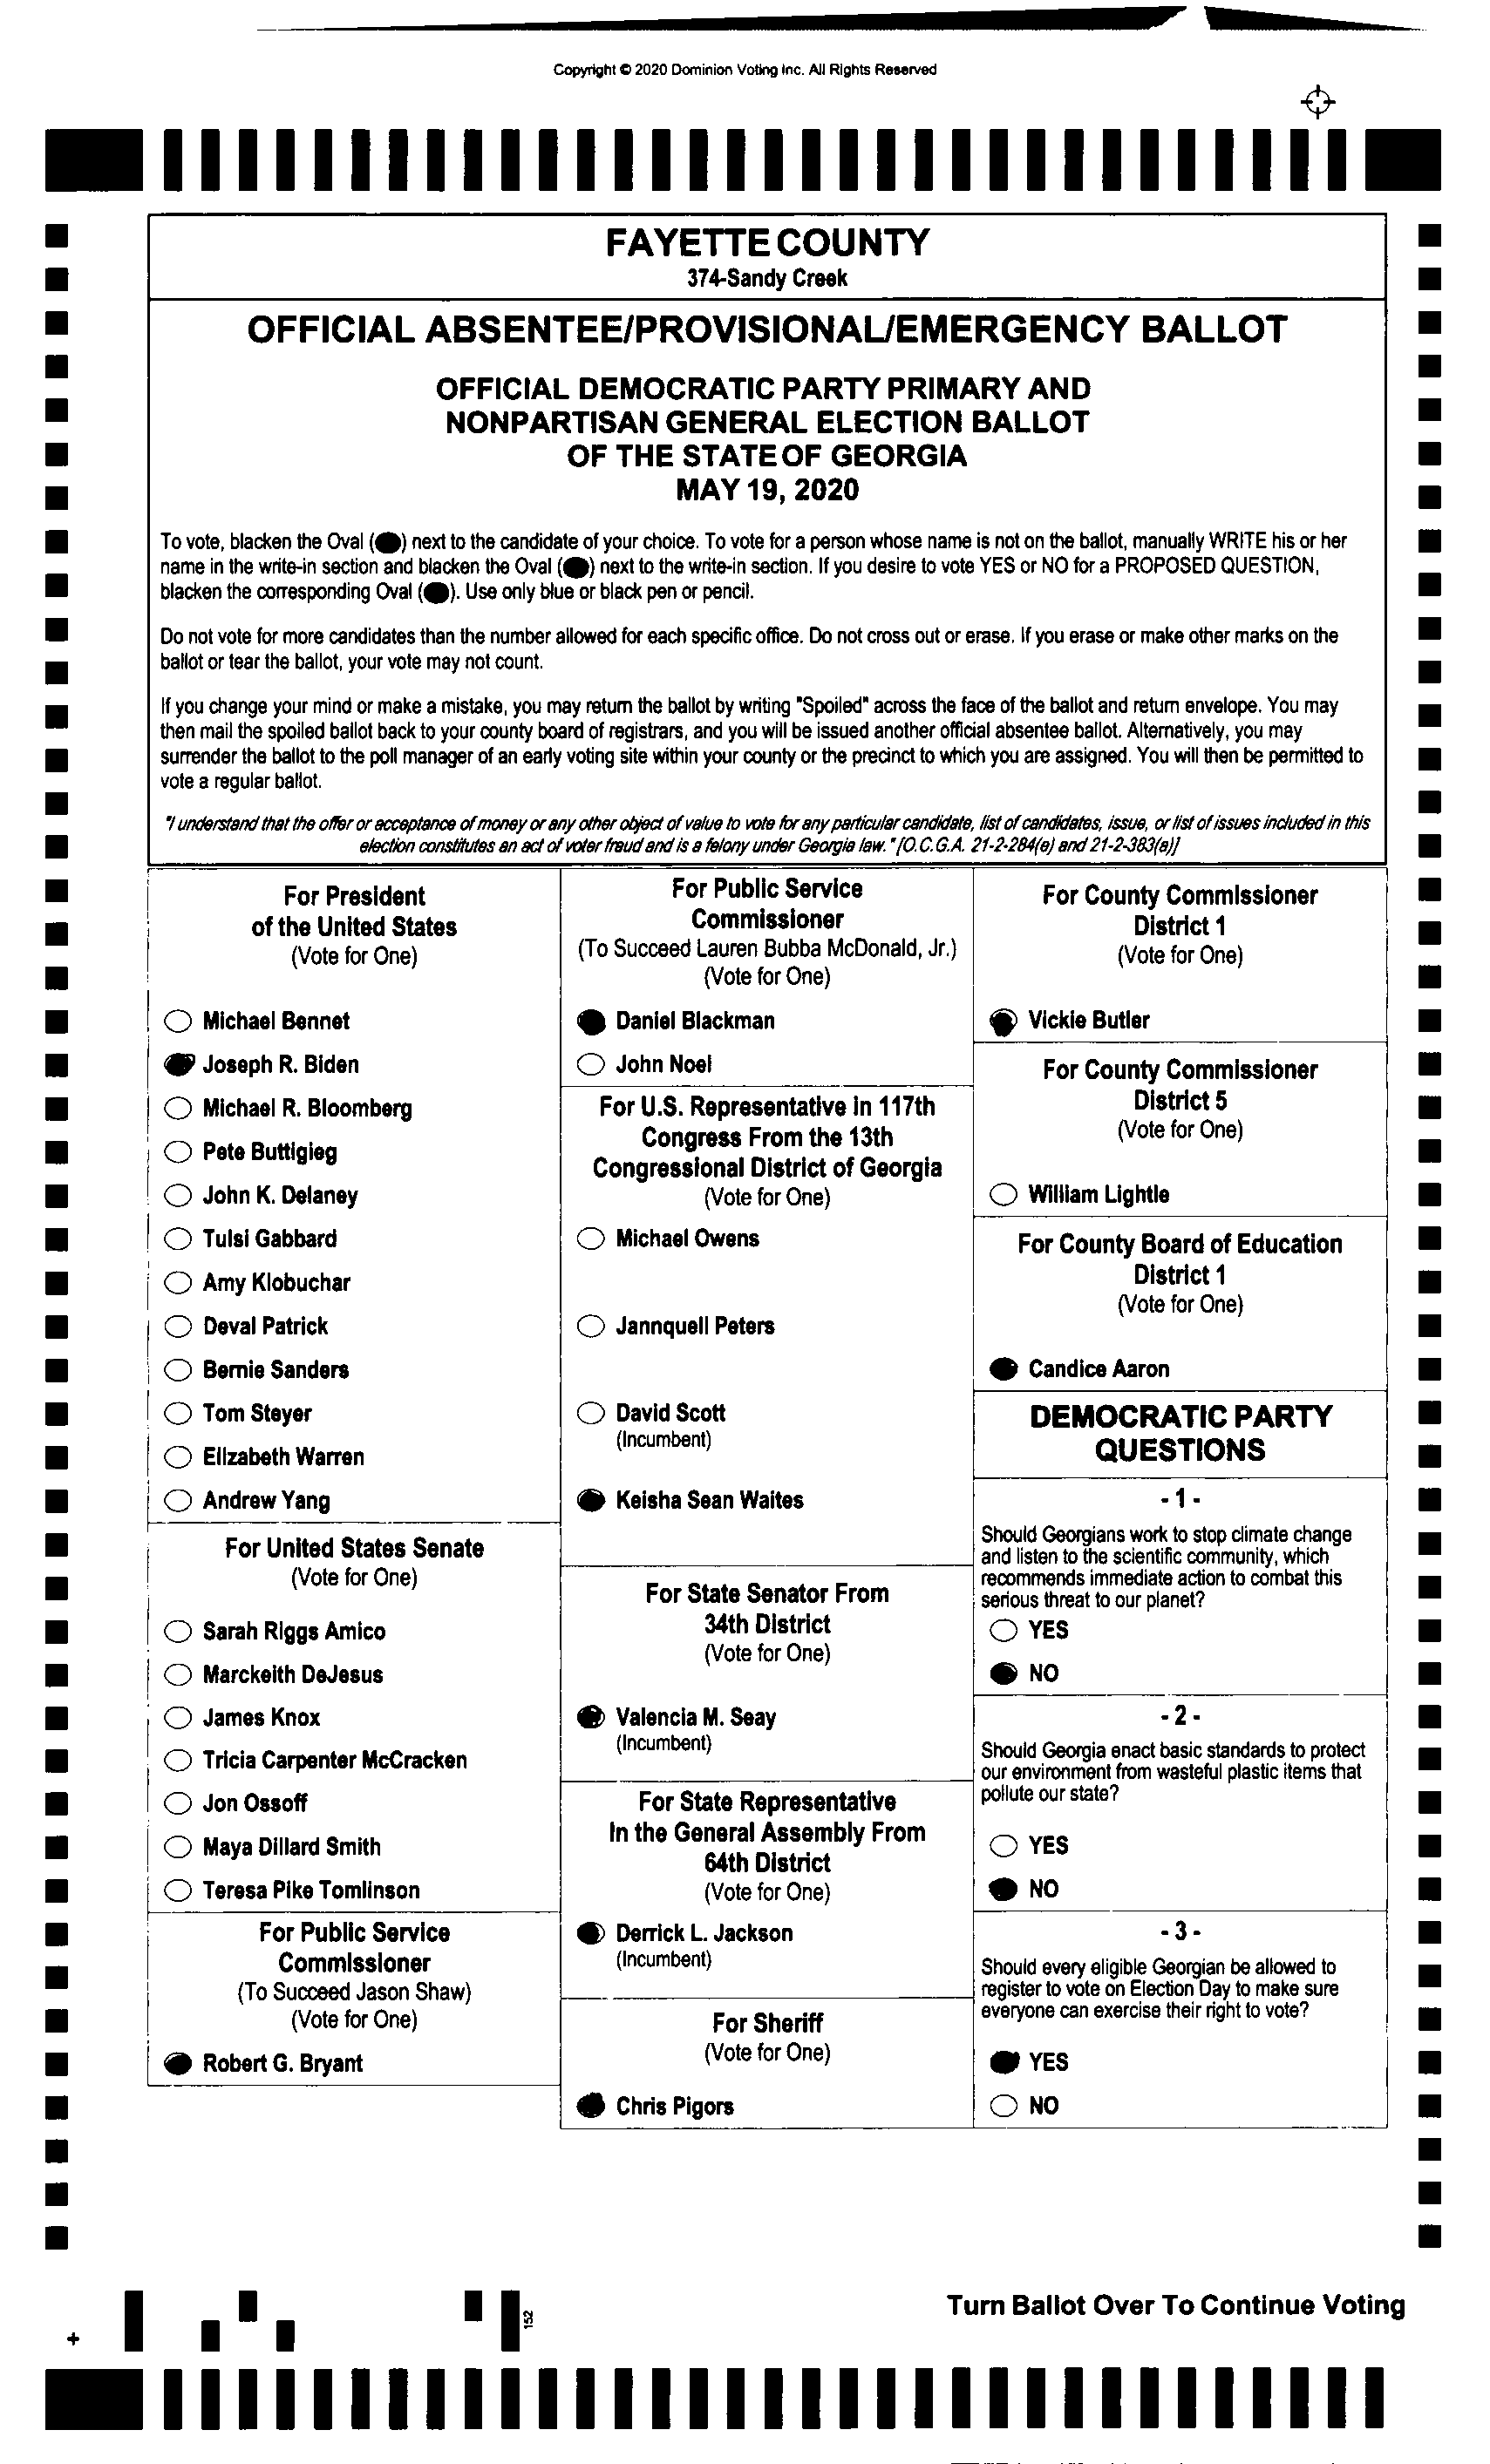 Copyright © 2020 Dominion Voting Inc. All Rights Reserved
FAYETTE COUNTY
374-Sandy Creek
OFFICIAL ABSENTEE/PROVISIONAL/EMERGENCY BALLOT
OFFICIAL DEMOCRATIC PARTY PRIMARY AND
NONPARTISAN GENERAL ELECTION BALLOT
OF THE STATE OF GEORGIA
MAY 19, 2020
To vote, blacken the Oval (⬬) next to the candidate of your choice. To vote for a person whose name is not on the ballot, manually WRITE his or her
name in the write-in section and blacken the Oval (⬬) next to the write-in section. If you desire to vote YES or NO for a PROPOSED QUESTION,
blacken the corresponding Oval (⬬). Use only blue or black pen or pencil.
Do not vote for more candidates than the number allowed for each specific office. Do not cross out or erase. If you erase or make other marks on the
ballot or tear the ballot, your vote may not count.
If you change your mind or make a mistake, you may return the ballot by writing "Spoiled" across the face of the ballot and return envelope. You may
then mail the spoiled ballot back to your county board of registrars, and you will be issued another official absentee ballot. Alternatively, you may
surrender the ballot to the poll manager of an early voting site within your county or the precinct to which you are assigned. You will then be permitted to
vote a regular ballot.
"I understand that the offer or acceptance of money or any other object of value to vote for any particular candidate, list of candidates, issue, or list of issues included in this
election constitutes an act of voter fraud and is a felony under Georgia law." [O.C.G.A. 21-2-284(e) and 21-2-383(a)]
For President
of the United States
(Vote for One)
Michael Bennet
Joseph R. Biden
Michael R. Bloomberg
Pete Buttigieg
John K. Delaney
Tulsi Gabbard
Amy Klobuchar
Deval Patrick
Bernie Sanders
Tom Steyer
Elizabeth Warren
Andrew Yang
For United States Senate
(Vote for One)
Sarah Riggs Amico
Marckeith DeJesus
James Knox
Tricia Carpenter McCracken
Jon Ossoff
Maya Dillard Smith
Teresa Pike Tomlinson
For Public Service
Commissioner
(To Succeed Jason Shaw)
(Vote for One)
Robert G. Bryant
For Public Service
Commissioner
(To Succeed Lauren Bubba McDonald, Jr.)
(Vote for One)
Daniel Blackman
John Noel
For U.S. Representative in 117th
Congress From the 13th
Congressional District of Georgia
(Vote for One)
Michael Owens
Jannquell Peters
David Scott
(Incumbent)
Keisha Sean Waites
For State Senator From
34th District
(Vote for One)
Valencia M. Seay
(Incumbent)
For State Representative
In the General Assembly From
64th District
(Vote for One)
Derrick L. Jackson
(Incumbent)
For Sheriff
(Vote for One)
Chris Pigors
For County Commissioner
District 1
(Vote for One)
Vickie Butler
For County Commissioner
District 5
(Vote for One)
William Lightle
For County Board of Education
District 1
(Vote for One)
Candice Aaron
DEMOCRATIC PARTY
QUESTIONS
- 1 -
Should Georgians work to stop climate change
and listen to the scientific community, which
recommends immediate action to combat this
serious threat to our planet?
YES
NO
- 2 -
Should Georgia enact basic standards to protect
our environment from wasteful plastic items that
pollute our state?
YES
NO
- 3 -
Should every eligible Georgian be allowed to
register to vote on Election Day to make sure
everyone can exercise their right to vote?
YES
NO
Turn Ballot Over To Continue Voting
152
+